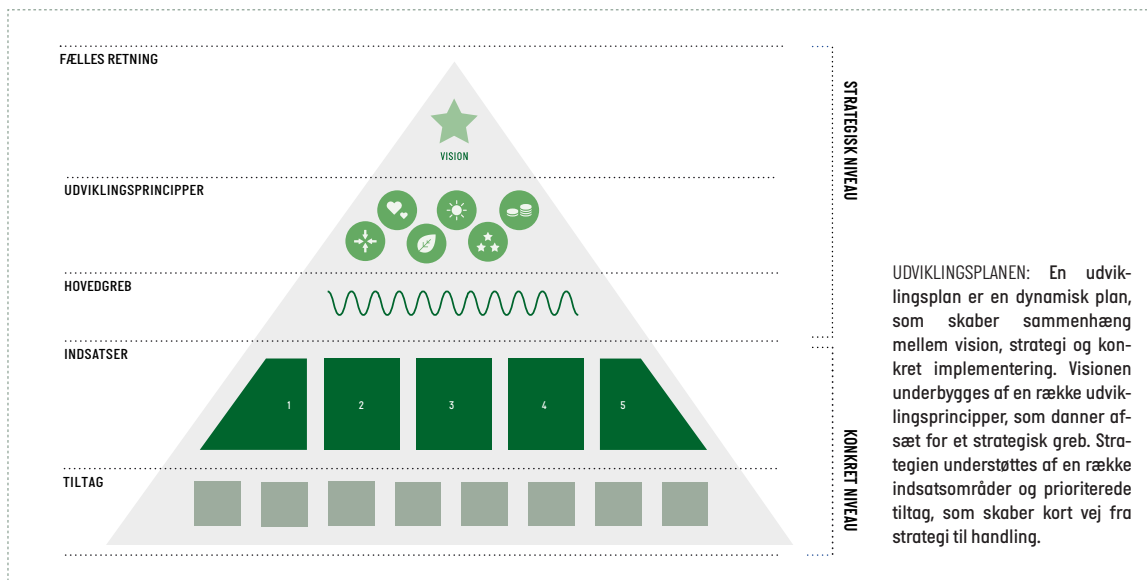 FÆLLES RETNING
VISION
UDVIKLINGSPRINCIPPER
HOVEDGREB
INDSATSER
1 2 3 4 5
TILTAG
STRATEGISK NIVEAU
KONKRET NIVEAU
UDVIKLINGSPLANEN: En udvik-
lingsplan er en dynamisk plan,
som skaber sammenhæng
mellem vision, strategi og kon-
kret implementering. Visionen
underbygges af en række udvik-
lingsprincipper, som danner af-
sæt for et strategisk greb. Stra-
tegien understøttes af en række
indsatsområder og prioriterede
tiltag, som skaber kort vej fra
strategi til handling.